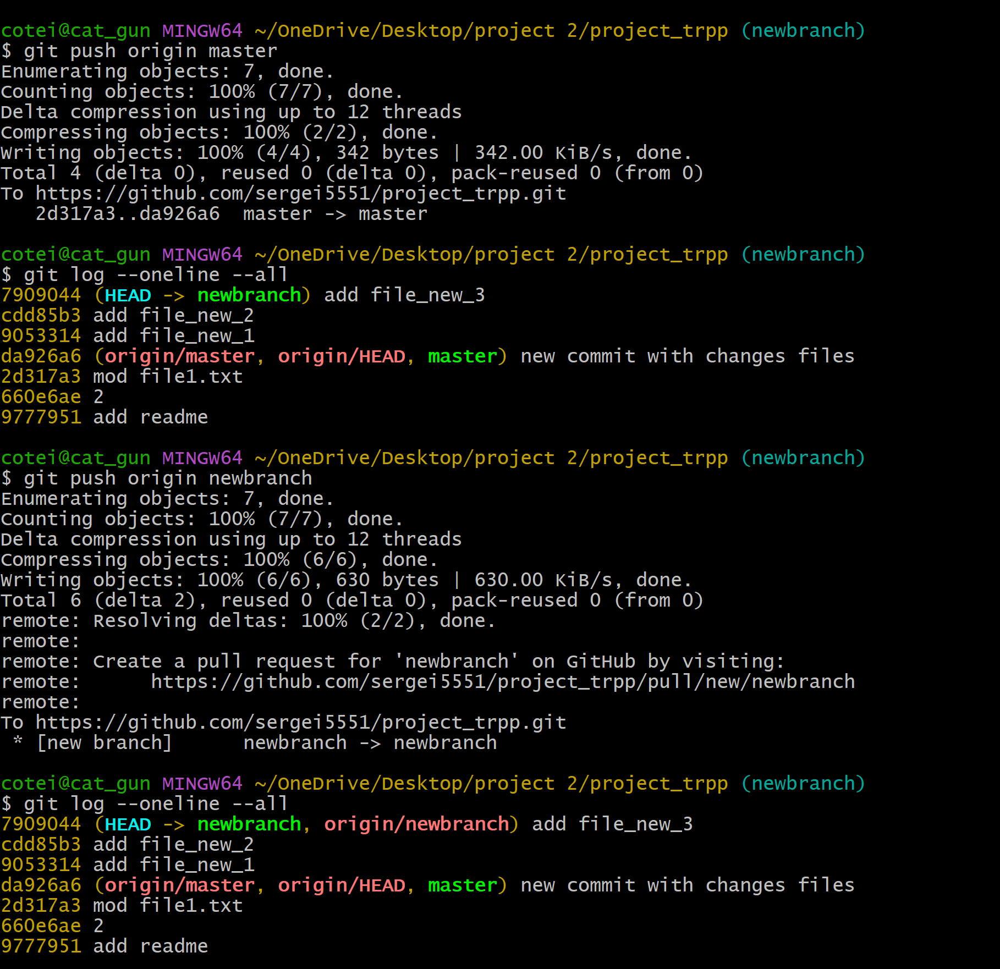 cotei@cat_gun MINGW64 ~/OneDrive/Desktop/project 2/project_trpp (newbranch)
$ git push origin master
Enumerating objects: 7, done.
Counting objects: 100% (7/7), done.
Delta compression using up to 12 threads
Compressing objects: 100% (2/2), done.
Writing objects: 100% (4/4), 342 bytes | 342.00 KiB/s, done.
Total 4 (delta 0), reused 0 (delta 0), pack-reused 0 (from 0)
To https://github.com/sergei5551/project_trpp.git
   2d317a3..da926a6  master -> master

cotei@cat_gun MINGW64 ~/OneDrive/Desktop/project 2/project_trpp (newbranch)
$ git log --oneline --all
7909044 (HEAD -> newbranch) add file_new_3
cdd85b3 add file_new_2
9053314 add file_new_1
da926a6 (origin/master, origin/HEAD, master) new commit with changes files
2d317a3 mod file1.txt
660e6ae 2
9777951 add readme

cotei@cat_gun MINGW64 ~/OneDrive/Desktop/project 2/project_trpp (newbranch)
$ git push origin newbranch
Enumerating objects: 7, done.
Counting objects: 100% (7/7), done.
Delta compression using up to 12 threads
Compressing objects: 100% (6/6), done.
Writing objects: 100% (6/6), 630 bytes | 630.00 KiB/s, done.
Total 6 (delta 2), reused 0 (delta 0), pack-reused 0 (from 0)
remote: Resolving deltas: 100% (2/2), done.
remote:
remote: Create a pull request for 'newbranch' on GitHub by visiting:
remote:      https://github.com/sergei5551/project_trpp/pull/new/newbranch
remote:
To https://github.com/sergei5551/project_trpp.git
 * [new branch]      newbranch -> newbranch

cotei@cat_gun MINGW64 ~/OneDrive/Desktop/project 2/project_trpp (newbranch)
$ git log --oneline --all
7909044 (HEAD -> newbranch, origin/newbranch) add file_new_3
cdd85b3 add file_new_2
9053314 add file_new_1
da926a6 (origin/master, origin/HEAD, master) new commit with changes files
2d317a3 mod file1.txt
660e6ae 2
9777951 add readme